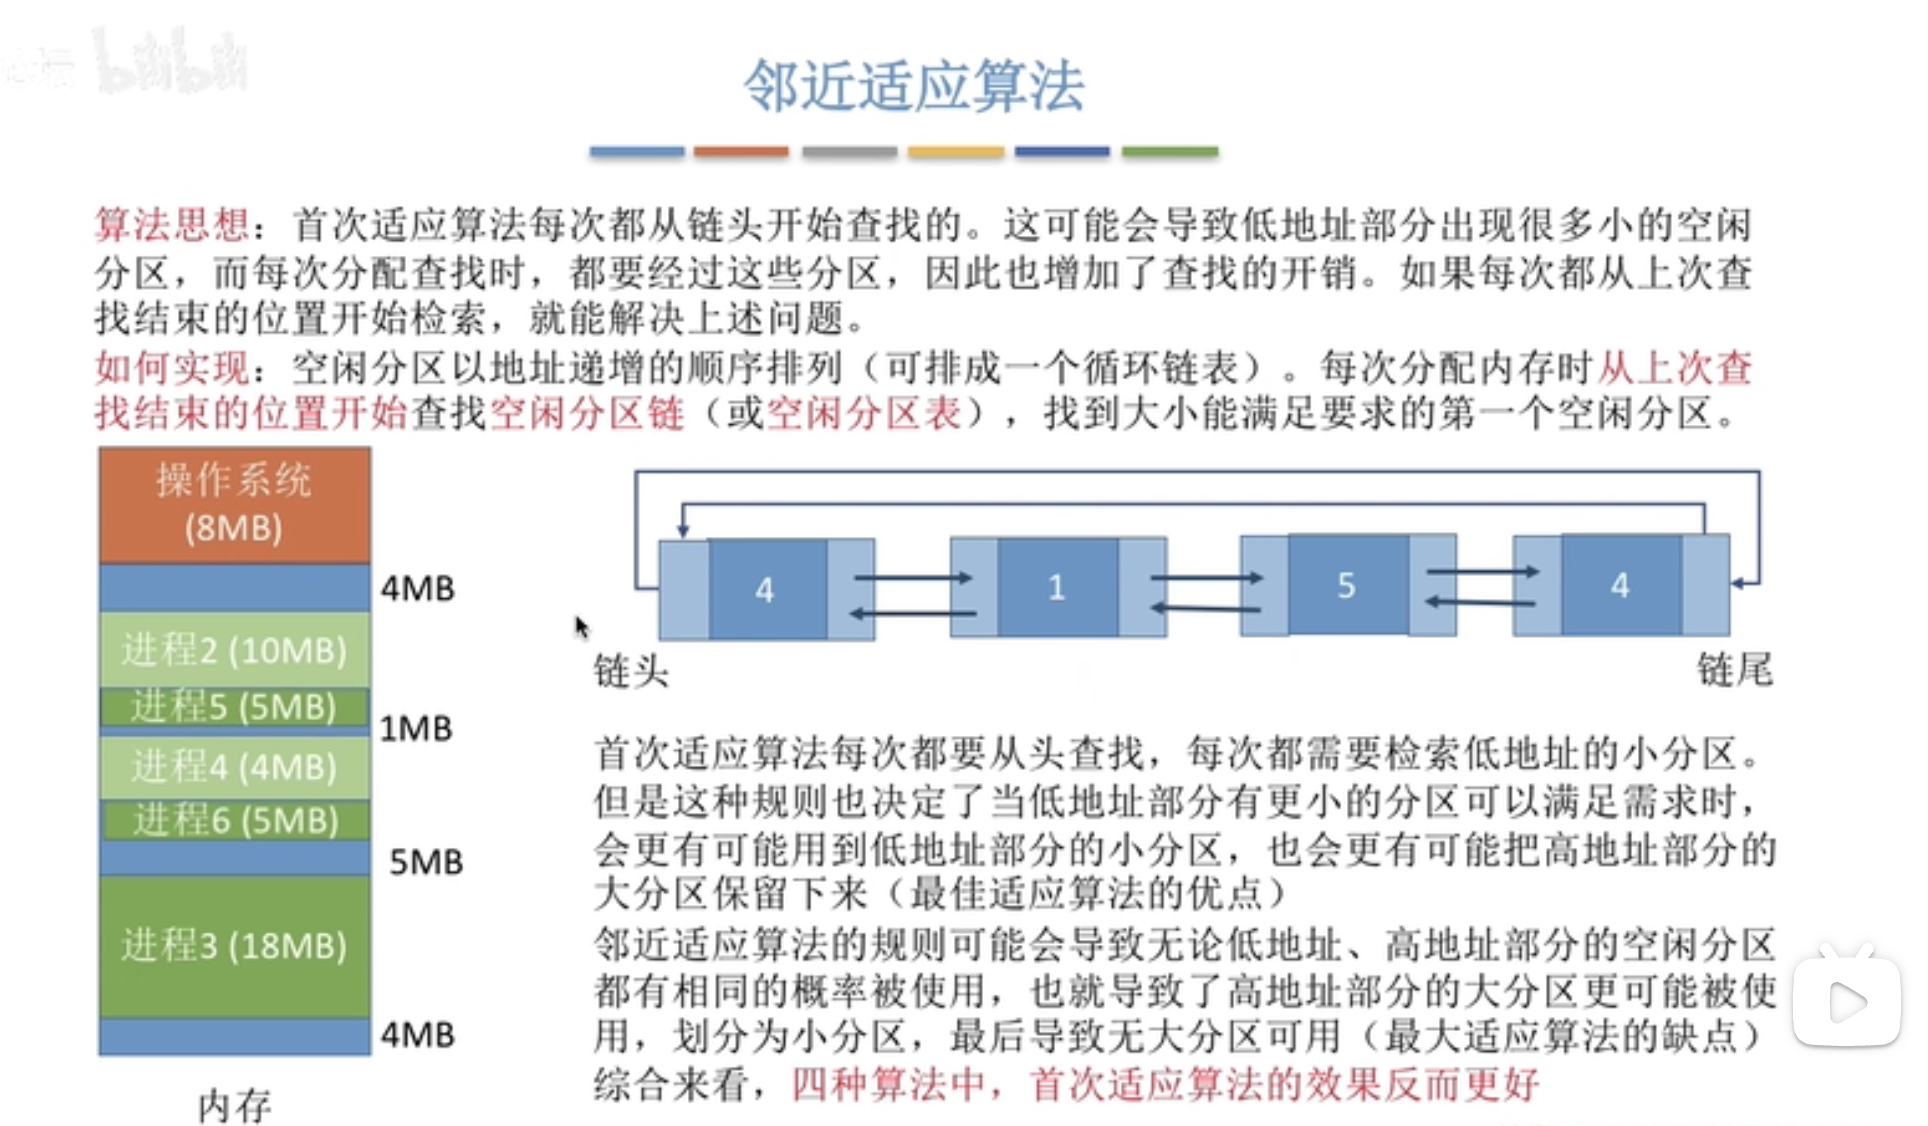 bilibili
邻近适应算法
算法思想：首次适应算法每次都从链头开始查找的。这可能会导致低地址部分出现很多小的空闲
分区，而每次分配查找时，都要经过这些分区，因此也增加了查找的开销。如果每次都从上次查
找结束的位置开始检索，就能解决上述问题。
如何实现：空闲分区以地址递增的顺序排列（可排成一个循环链表）。每次分配内存时从上次查
找结束的位置开始查找空闲分区链（或空闲分区表），找到大小能满足要求的第一个空闲分区。
操作系统
(8MB)
4MB
进程2 (10MB)
进程5 (5MB)
1MB
进程4 (4MB)
进程6 (5MB)
5MB
进程3 (18MB)
4MB
内存
4
1
5
4
链头
链尾
首次适应算法每次都要从头查找，每次都需要检索低地址的小分区。
但是这种规则也决定了当低地址部分有更小的分区可以满足需求时，
会更有可能用到低地址部分的小分区，也会更有可能把高地址部分的
大分区保留下来（最佳适应算法的优点）
邻近适应算法的规则可能会导致无论低地址、高地址部分的空闲分区
都有相同的概率被使用，也就导致了高地址部分的大分区更可能被使
用，划分为小分区，最后导致无大分区可用（最大适应算法的缺点）
综合来看，四种算法中，首次适应算法的效果反而更好